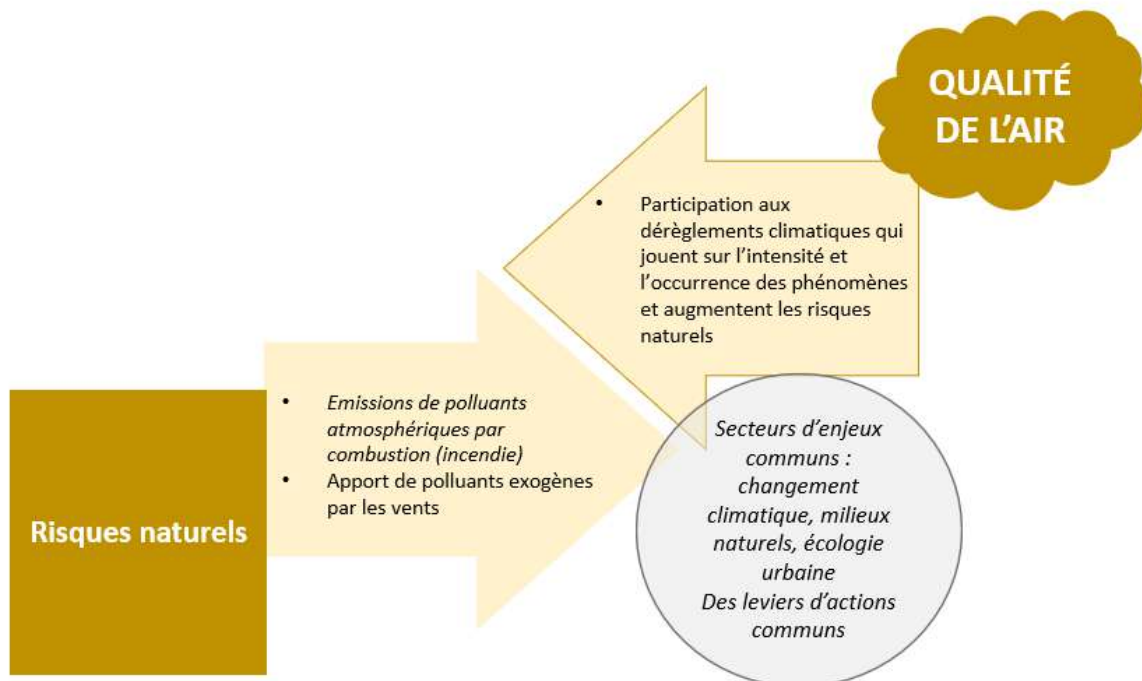 QUALITÉ
DE L'AIR
• Participation aux
dérèglements climatiques qui
jouent sur l'intensité et
l'occurrence des phénomènes
et augmentent les risques
naturels
• Emissions de polluants
atmosphériques par
combustion (incendie)
• Apport de polluants exogènes
par les vents
Risques naturels
Secteurs d'enjeux
communs :
changement
climatique, milieux
naturels, écologie
urbaine
Des leviers d'actions
communs